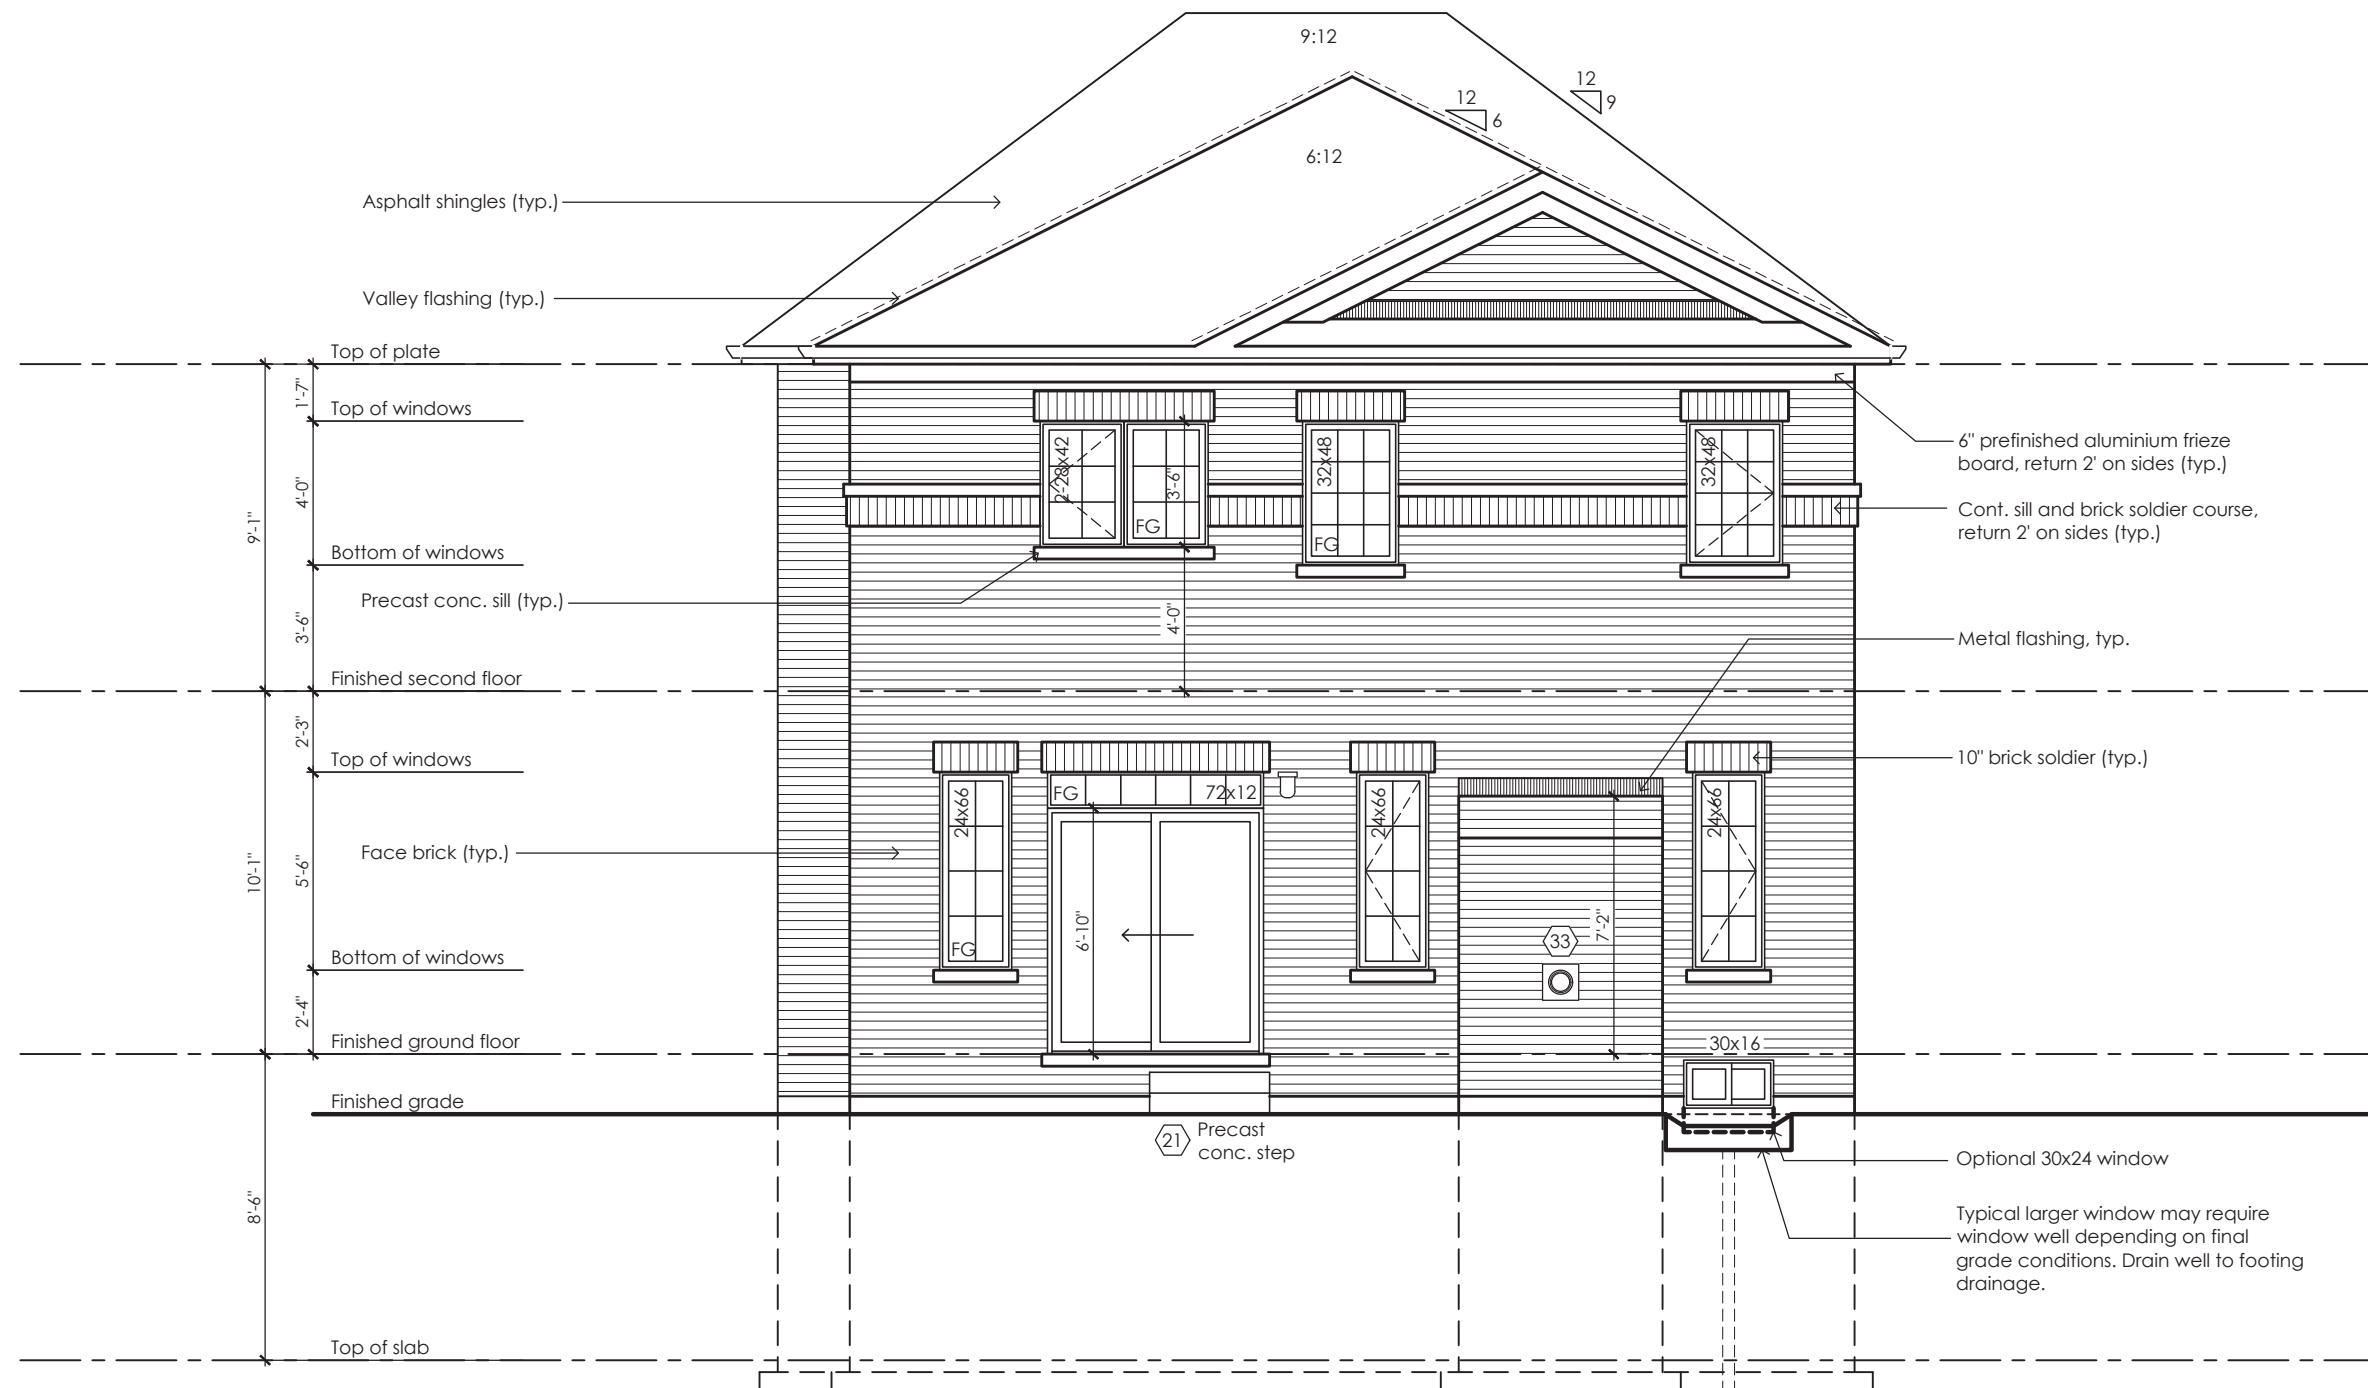 9:12
12
9
12
6
6:12
Asphalt shingles (typ.)
Valley flashing (typ.)
Top of plate
1'-7"
Top of windows
4'-0"
9'-1"
Bottom of windows
3'-6"
Finished second floor
2'-28x42
3'-6"
FG
32x48
FG
32x48
6" prefinished aluminium frieze
board, return 2' on sides (typ.)
Cont. sill and brick soldier course,
return 2' on sides (typ.)
Precast conc. sill (typ.)
4'-0"
Metal flashing, typ.
2'-3"
Top of windows
10'-1"
5'-6"
Bottom of windows
2'-4"
Finished ground floor
10" brick soldier (typ.)
24x66
FG
FG
72x12
6'-10"
24x66
24x66
Face brick (typ.)
33
7'-2"
30x16
Finished grade
21
Precast
conc. step
Optional 30x24 window
Typical larger window may require
window well depending on final
grade conditions. Drain well to footing
drainage.
8'-6"
Top of slab